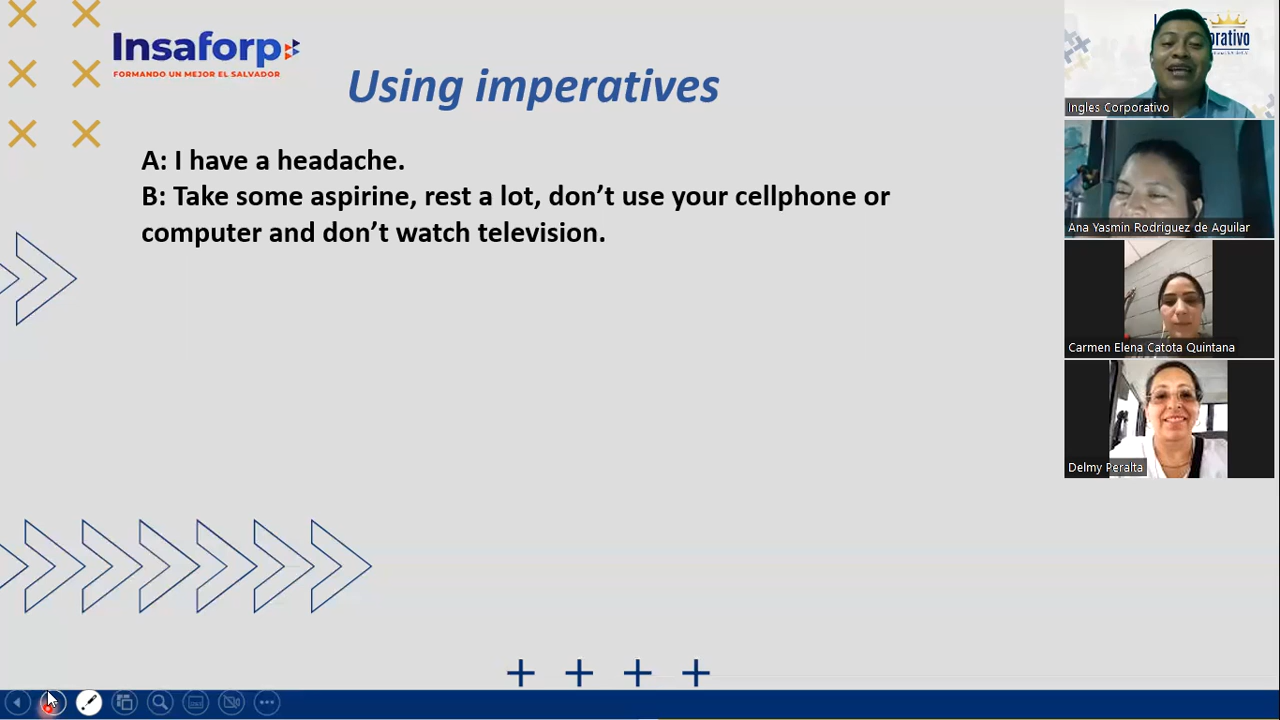 Insaforp
FORMANDO UN MEJOR EL SALVADOR
Using imperatives
A: I have a headache.
B: Take some aspirine, rest a lot, don’t use your cellphone or
computer and don’t watch television.
Ingles Corporativo
Ana Yasmin Rodriguez de Aguilar
Carmen Elena Catota Quintana
Delmy Peralta